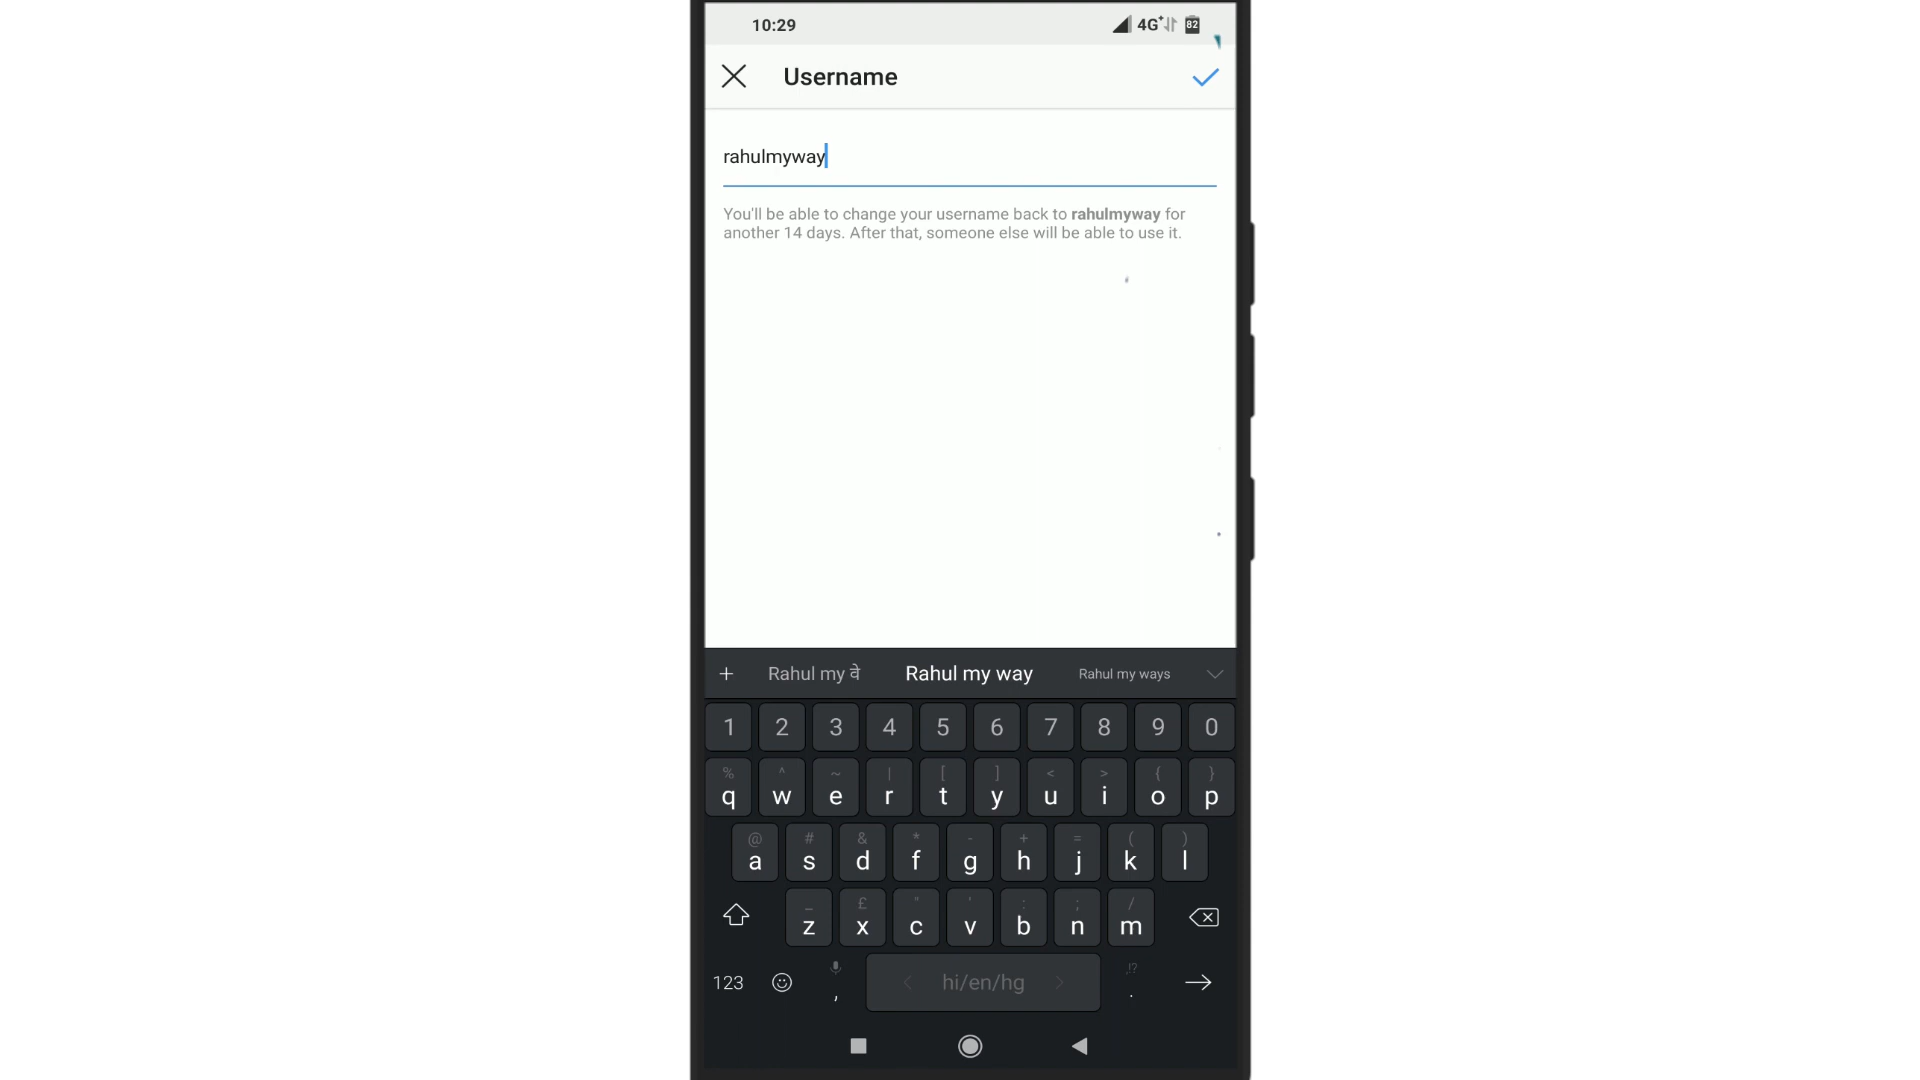 10:29 4G+ 82
Username
rahulmyway
You'll be able to change your username back to rahulmyway for
another 14 days. After that, someone else will be able to use it.
+ Rahul my वे Rahul my way Rahul my ways
1 2 3 4 5 6 7 8 9 0
% ^ ~ | [ ] < > { }
q w e r t y u i o p
@ # & * - + = ( )
a s d f g h j k l
_ £ " ' : ; /
z x c v b n m
123 , < hi/en/hg > ,!? .